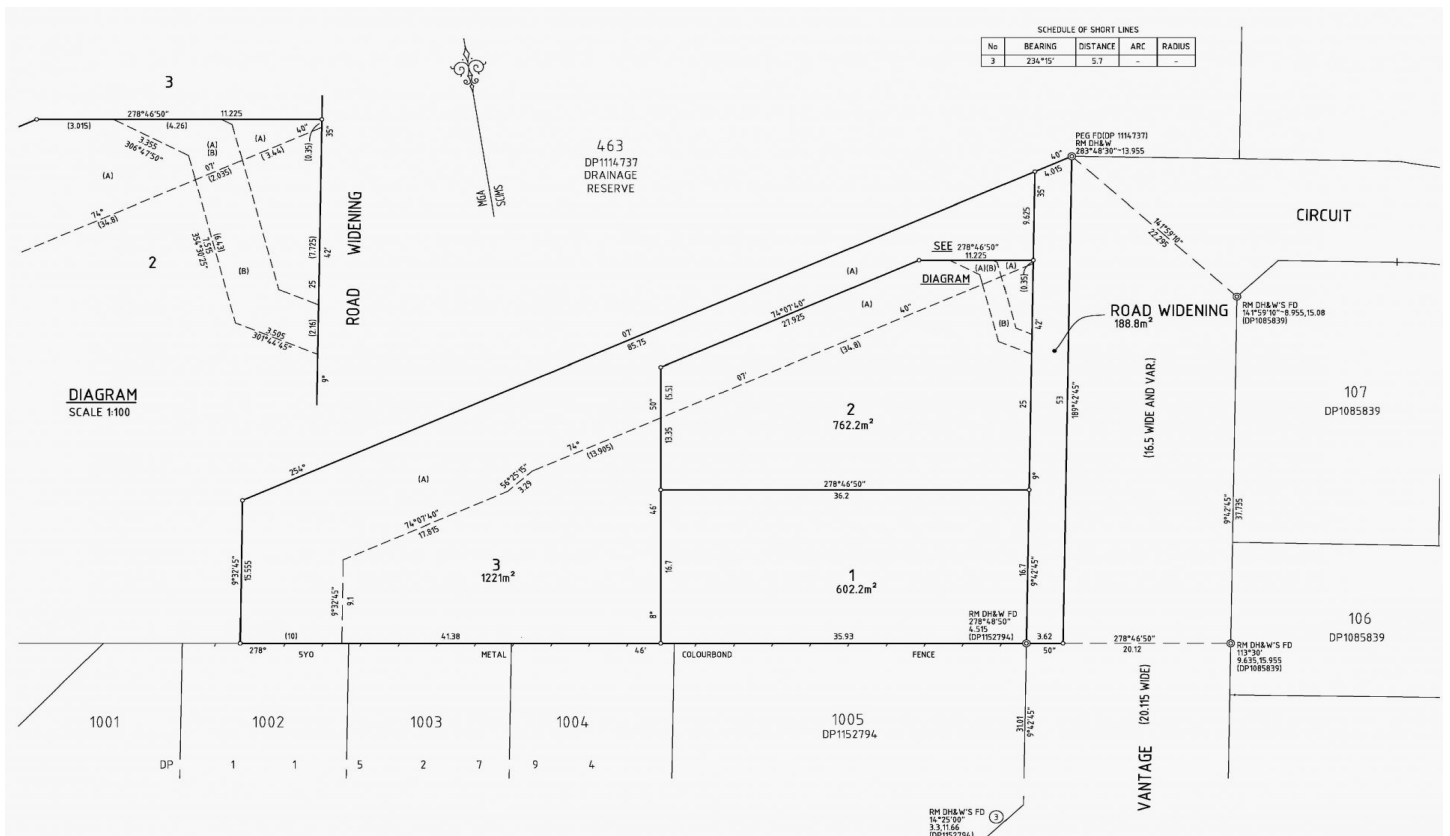 SCHEDULE OF SHORT LINES
No BEARING DISTANCE ARC RADIUS
3 234°15' 5.7 - -
3
278°46'50" 11.225
(3.015)
(4.26)
(A)
40"
35"
3.355
306°47'50"
(A)
(B)
(3.44)
(0.35)
(A)
07'
(2.035)
74°
(34.8)
(6.43)
7.515
354°30'25"
(7.725)
42'
2
(B)
25
(2.16)
3.505
301°44'45"
9°
ROAD WIDENING
DIAGRAM
SCALE 1:100
MGA
SCIMS
463
DP1114737
DRAINAGE
RESERVE
PEG FD(DP 1114737)
RM DH&W
283°48'30"~13.955
40"
4.015
35"
9.625
CIRCUIT
141°59'10"
22.295
SEE 278°46'50"
11.225
DIAGRAM
(A)
(A)(B)
(A)
(0.35)
(A)
74°07'40"
27.925
40"
(B)
42'
ROAD WIDENING
188.8m²
RM DH&W'S FD
141°59'10"~8.955,15.08
(DP1085839)
07'
85.75
(34.8)
07'
50"
(5.5)
13.35
2
762.2m²
25
53
189°42'45"
(16.5 WIDE AND VAR.)
107
DP1085839
254°
(A)
74°
(13.905)
56°25'15"
3.29
278°46'50"
36.2
9°
46'
9°42'45"
37.735
74°07'40"
17.815
9°32'45"
15.555
9°32'45"
9.1
3
1221m²
16.7
8°
1
602.2m²
16.7
9°42'45"
RM DH&W FD
278°48'50"
4.515
(DP1152794)
106
DP1085839
(10)
41.38
35.93
3.62
278°46'50"
20.12
RM DH&W'S FD
113°30'
9.635,15.955
(DP1085839)
278° 5YO METAL 46' COLOURBOND FENCE 50"
1001
1002
1003
1004
1005
DP1152794
31.01
9°42'45"
VANTAGE (20.115 WIDE)
DP 1 1 5 2 7 9 4
RM DH&W'S FD
14°25'00"
3.3,11.66
(DP1152794)
3